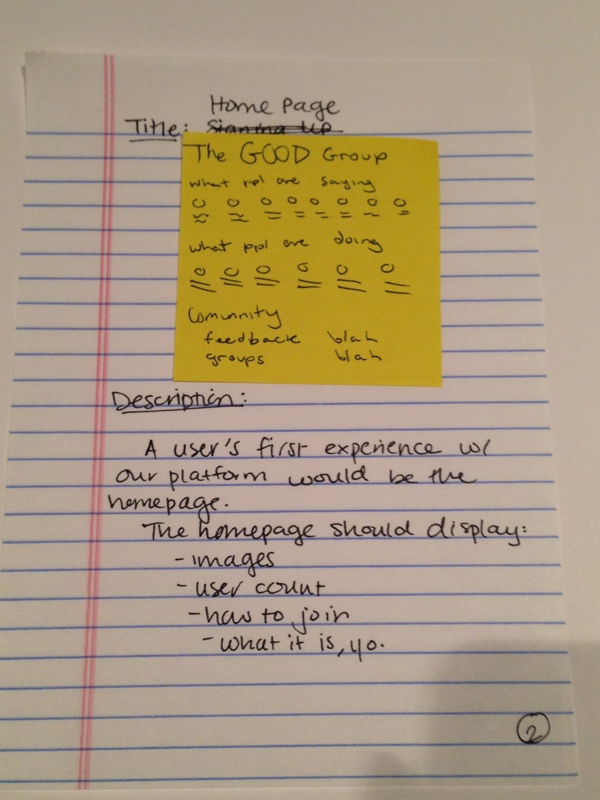 Home Page
Title: Signing Up
The GOOD Group
what ppl are saying
what ppl are doing
Community
feedback blah
groups blah
Description:
A user's first experience w/
our platform would be the
homepage.
The homepage should display:
- images
- user count
- how to join
- what it is, yo.
2